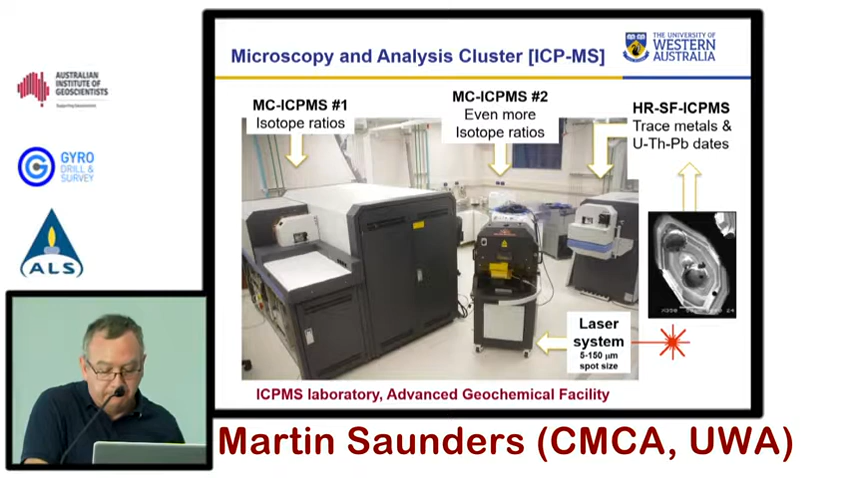 AUSTRALIAN
INSTITUTE OF
GEOSCIENTISTS
Supporting Geoscientists
GYRO
DRILL &
SURVEY
ALS
Microscopy and Analysis Cluster [ICP-MS]
THE UNIVERSITY OF
WESTERN
AUSTRALIA
MC-ICPMS #1
Isotope ratios
MC-ICPMS #2
Even more
Isotope ratios
HR-SF-ICPMS
Trace metals &
U-Th-Pb dates
Laser
system
5-150 µm
spot size
ICPMS laboratory, Advanced Geochemical Facility
Martin Saunders (CMCA, UWA)